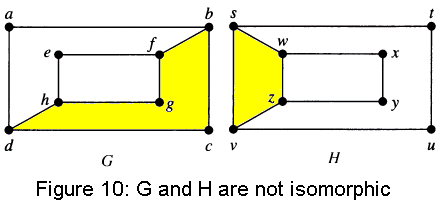 a b s t
e f w x
h g z y
d c v u
G H
Figure 10: G and H are not isomorphic